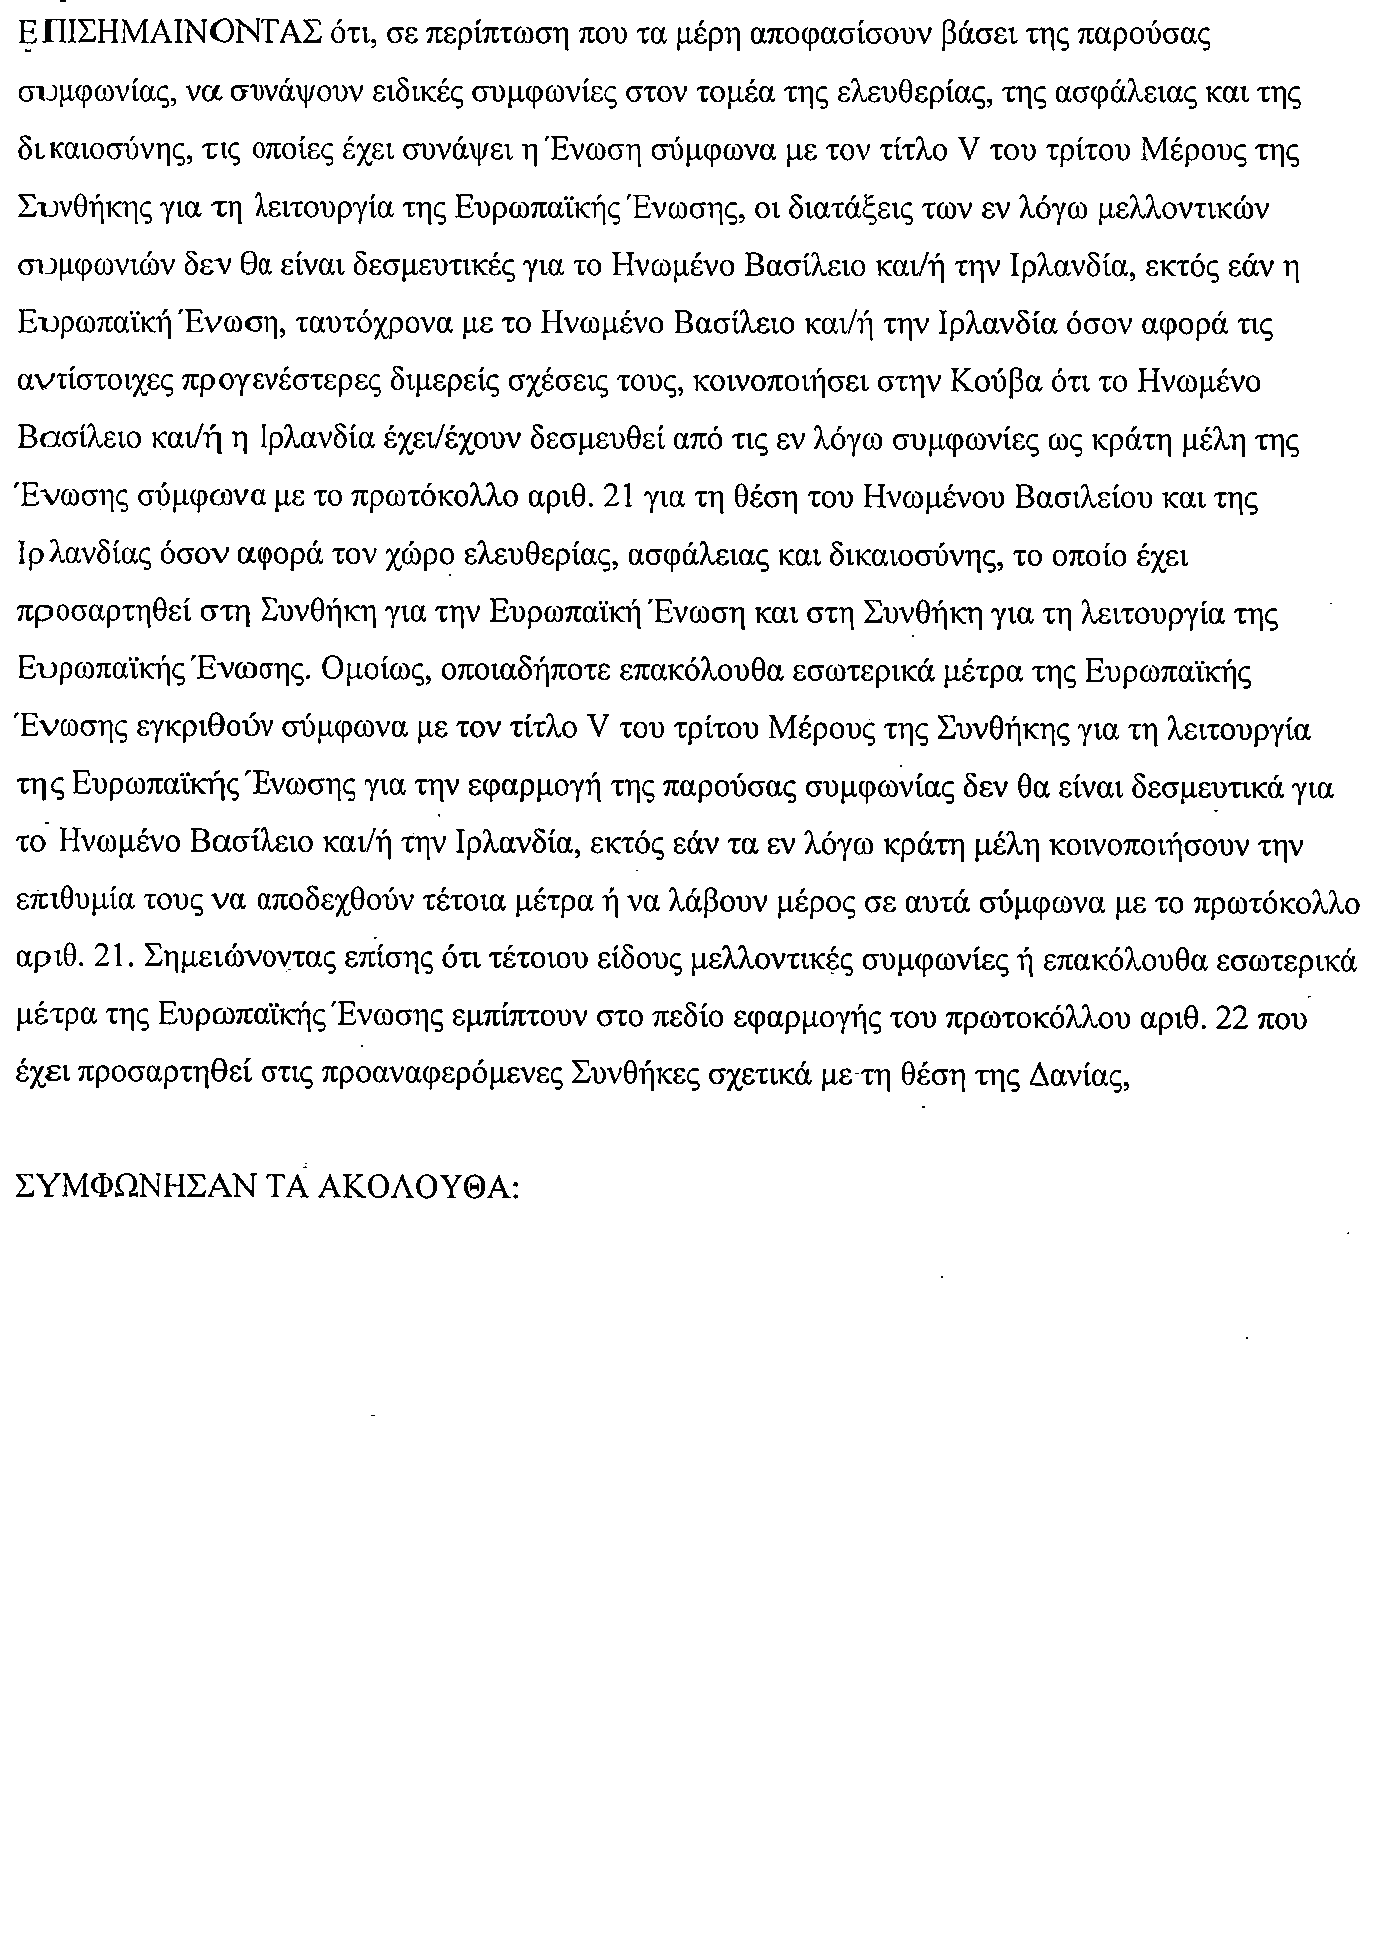 ΕΠΙΣΗΜΑΙΝΟΝΤΑΣ ότι, σε περίπτωση που τα μέρη αποφασίσουν βάσει της παρούσας
συμφωνίας, να συνάψουν ειδικές συμφωνίες στον τομέα της ελευθερίας, της ασφάλειας και της
δικαιοσύνης, τις οποίες έχει συνάψει η Ένωση σύμφωνα με τον τίτλο V του τρίτου Μέρους της
Συνθήκης για τη λειτουργία της Ευρωπαϊκής Ένωσης, οι διατάξεις των εν λόγω μελλοντικών
συμφωνιών δεν θα είναι δεσμευτικές για το Ηνωμένο Βασίλειο και/ή την Ιρλανδία, εκτός εάν η
Ευρωπαϊκή Ένωση, ταυτόχρονα με το Ηνωμένο Βασίλειο και/ή την Ιρλανδία όσον αφορά τις
αντίστοιχες προγενέστερες διμερείς σχέσεις τους, κοινοποιήσει στην Κούβα ότι το Ηνωμένο
Βασίλειο και/ή η Ιρλανδία έχει/έχουν δεσμευθεί από τις εν λόγω συμφωνίες ως κράτη μέλη της
Ένωσης σύμφωνα με το πρωτόκολλο αριθ. 21 για τη θέση του Ηνωμένου Βασιλείου και της
Ιρλανδίας όσον αφορά τον χώρο ελευθερίας, ασφάλειας και δικαιοσύνης, το οποίο έχει
προσαρτηθεί στη Συνθήκη για την Ευρωπαϊκή Ένωση και στη Συνθήκη για τη λειτουργία της
Ευρωπαϊκής Ένωσης. Ομοίως, οποιαδήποτε επακόλουθα εσωτερικά μέτρα της Ευρωπαϊκής
Ένωσης εγκριθούν σύμφωνα με τον τίτλο V του τρίτου Μέρους της Συνθήκης για τη λειτουργία
της Ευρωπαϊκής Ένωσης για την εφαρμογή της παρούσας συμφωνίας δεν θα είναι δεσμευτικά για
το Ηνωμένο Βασίλειο και/ή την Ιρλανδία, εκτός εάν τα εν λόγω κράτη μέλη κοινοποιήσουν την
επιθυμία τους να αποδεχθούν τέτοια μέτρα ή να λάβουν μέρος σε αυτά σύμφωνα με το πρωτόκολλο
αριθ. 21. Σημειώνοντας επίσης ότι τέτοιου είδους μελλοντικές συμφωνίες ή επακόλουθα εσωτερικά
μέτρα της Ευρωπαϊκής Ένωσης εμπίπτουν στο πεδίο εφαρμογής του πρωτοκόλλου αριθ. 22 που
έχει προσαρτηθεί στις προαναφερόμενες Συνθήκες σχετικά με τη θέση της Δανίας,
ΣΥΜΦΩΝΗΣΑΝ ΤΑ ΑΚΟΛΟΥΘΑ: